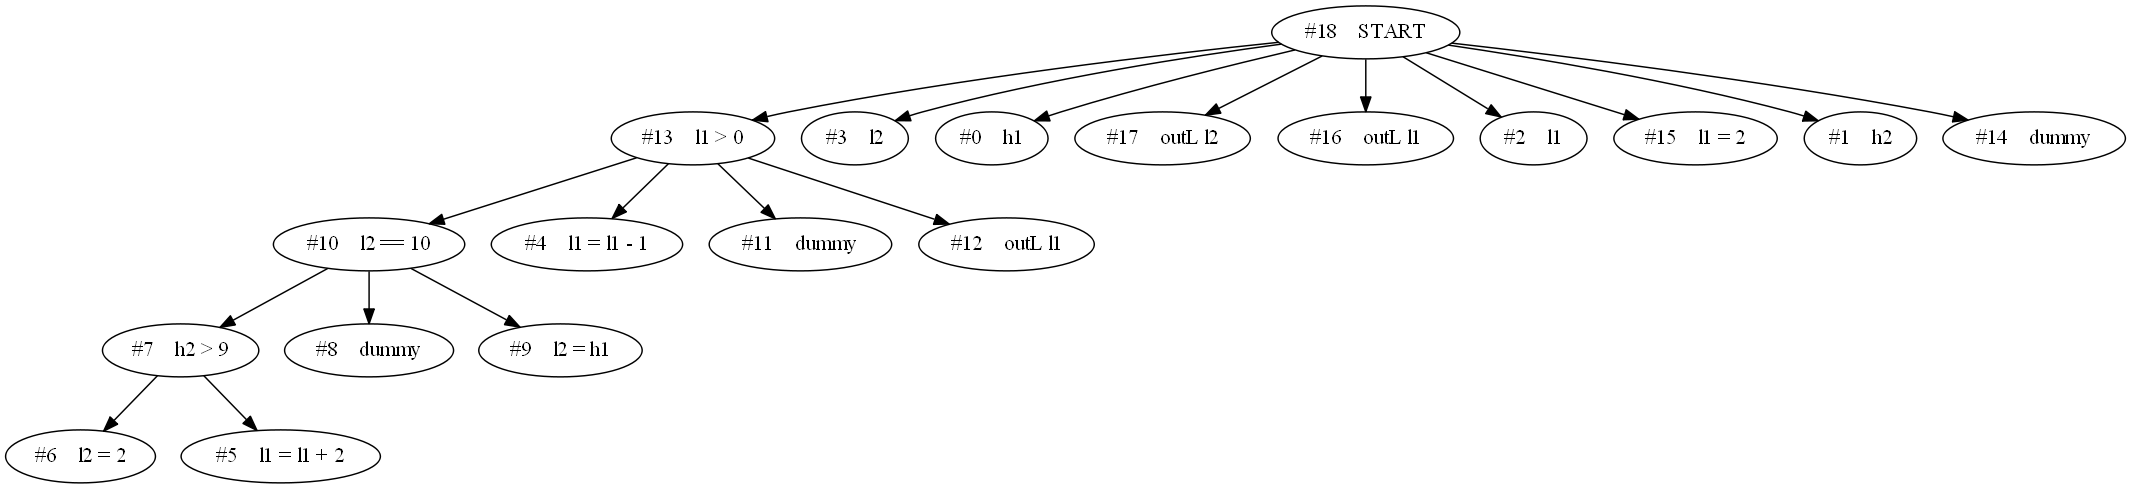 #18 START
#13 l1 > 0
#3 l2
#0 h1
#17 outL l2
#16 outL l1
#2 l1
#15 l1 = 2
#1 h2
#14 dummy
#10 l2 == 10
#4 l1 = l1 - 1
#11 dummy
#12 outL l1
#7 h2 > 9
#8 dummy
#9 l2 = h1
#6 l2 = 2
#5 l1 = l1 + 2